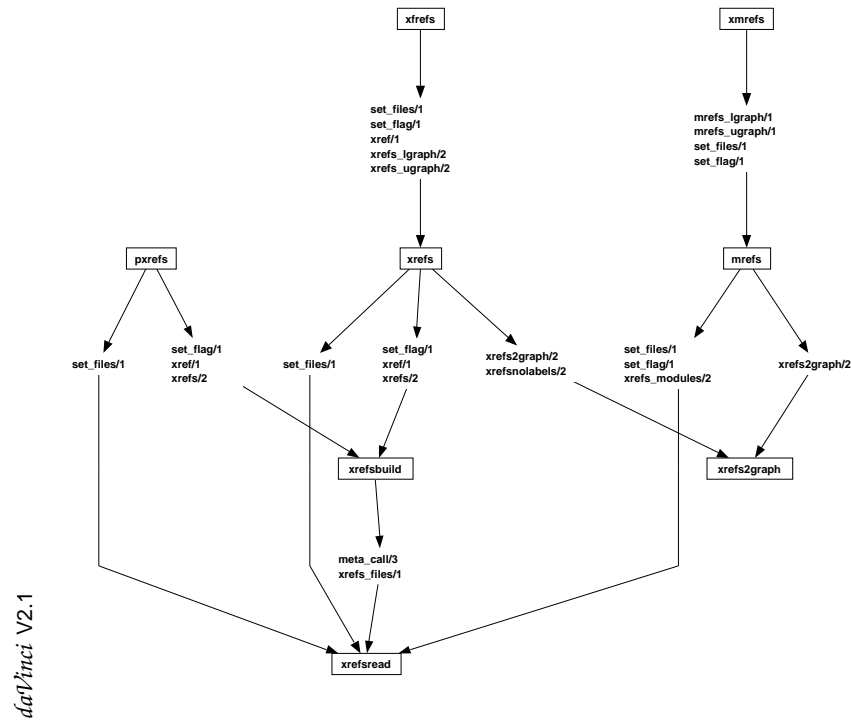 xfrefs
xmrefs
set_files/1
set_flag/1
xref/1
xrefs_lgraph/2
xrefs_ugraph/2
mrefs_lgraph/1
mrefs_ugraph/1
set_files/1
set_flag/1
pxrefs
xrefs
mrefs
set_files/1
set_flag/1
xref/1
xrefs/2
set_files/1
set_flag/1
xref/1
xrefs/2
xrefs2graph/2
xrefsnolabels/2
set_files/1
set_flag/1
xrefs_modules/2
xrefs2graph/2
xrefsbuild
xrefs2graph
meta_call/3
xrefs_files/1
xrefsread
daVinci V2.1